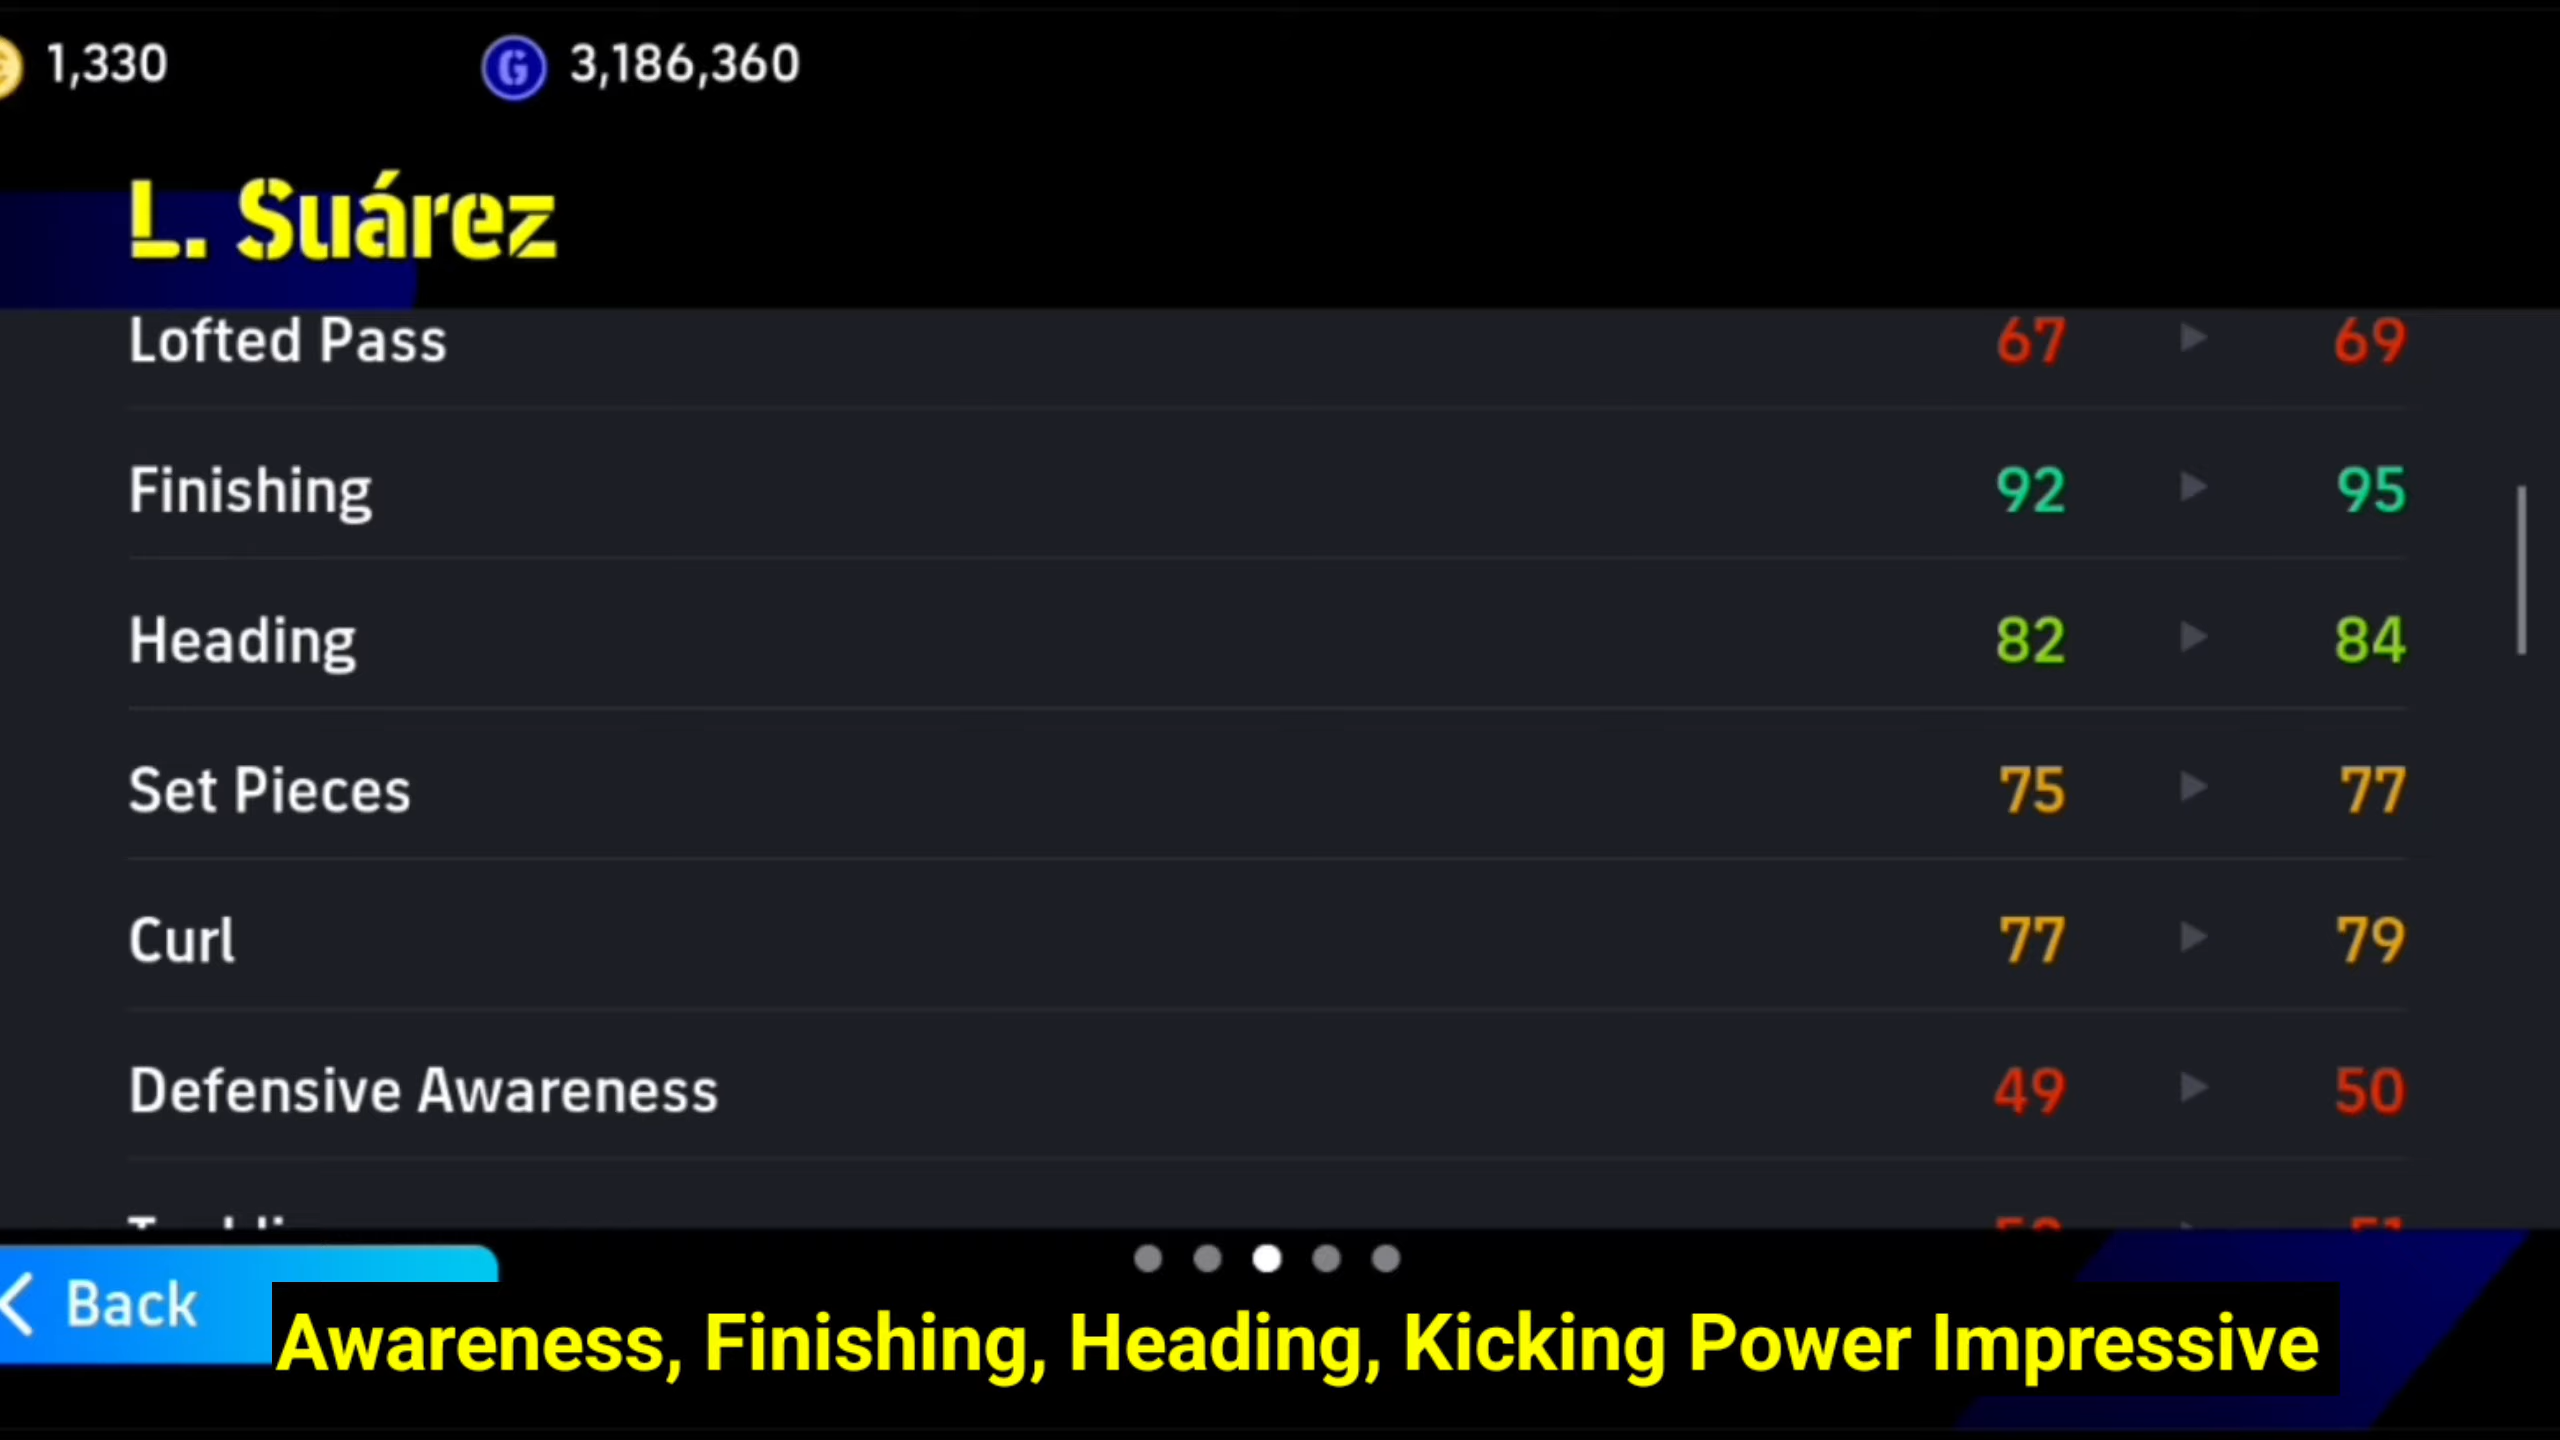 1,330 G 3,186,360
L. Suárez
Lofted Pass 67 69
Finishing 92 95
Heading 82 84
Set Pieces 75 77
Curl 77 79
Defensive Awareness 49 50
Back
Awareness, Finishing, Heading, Kicking Power Impressive